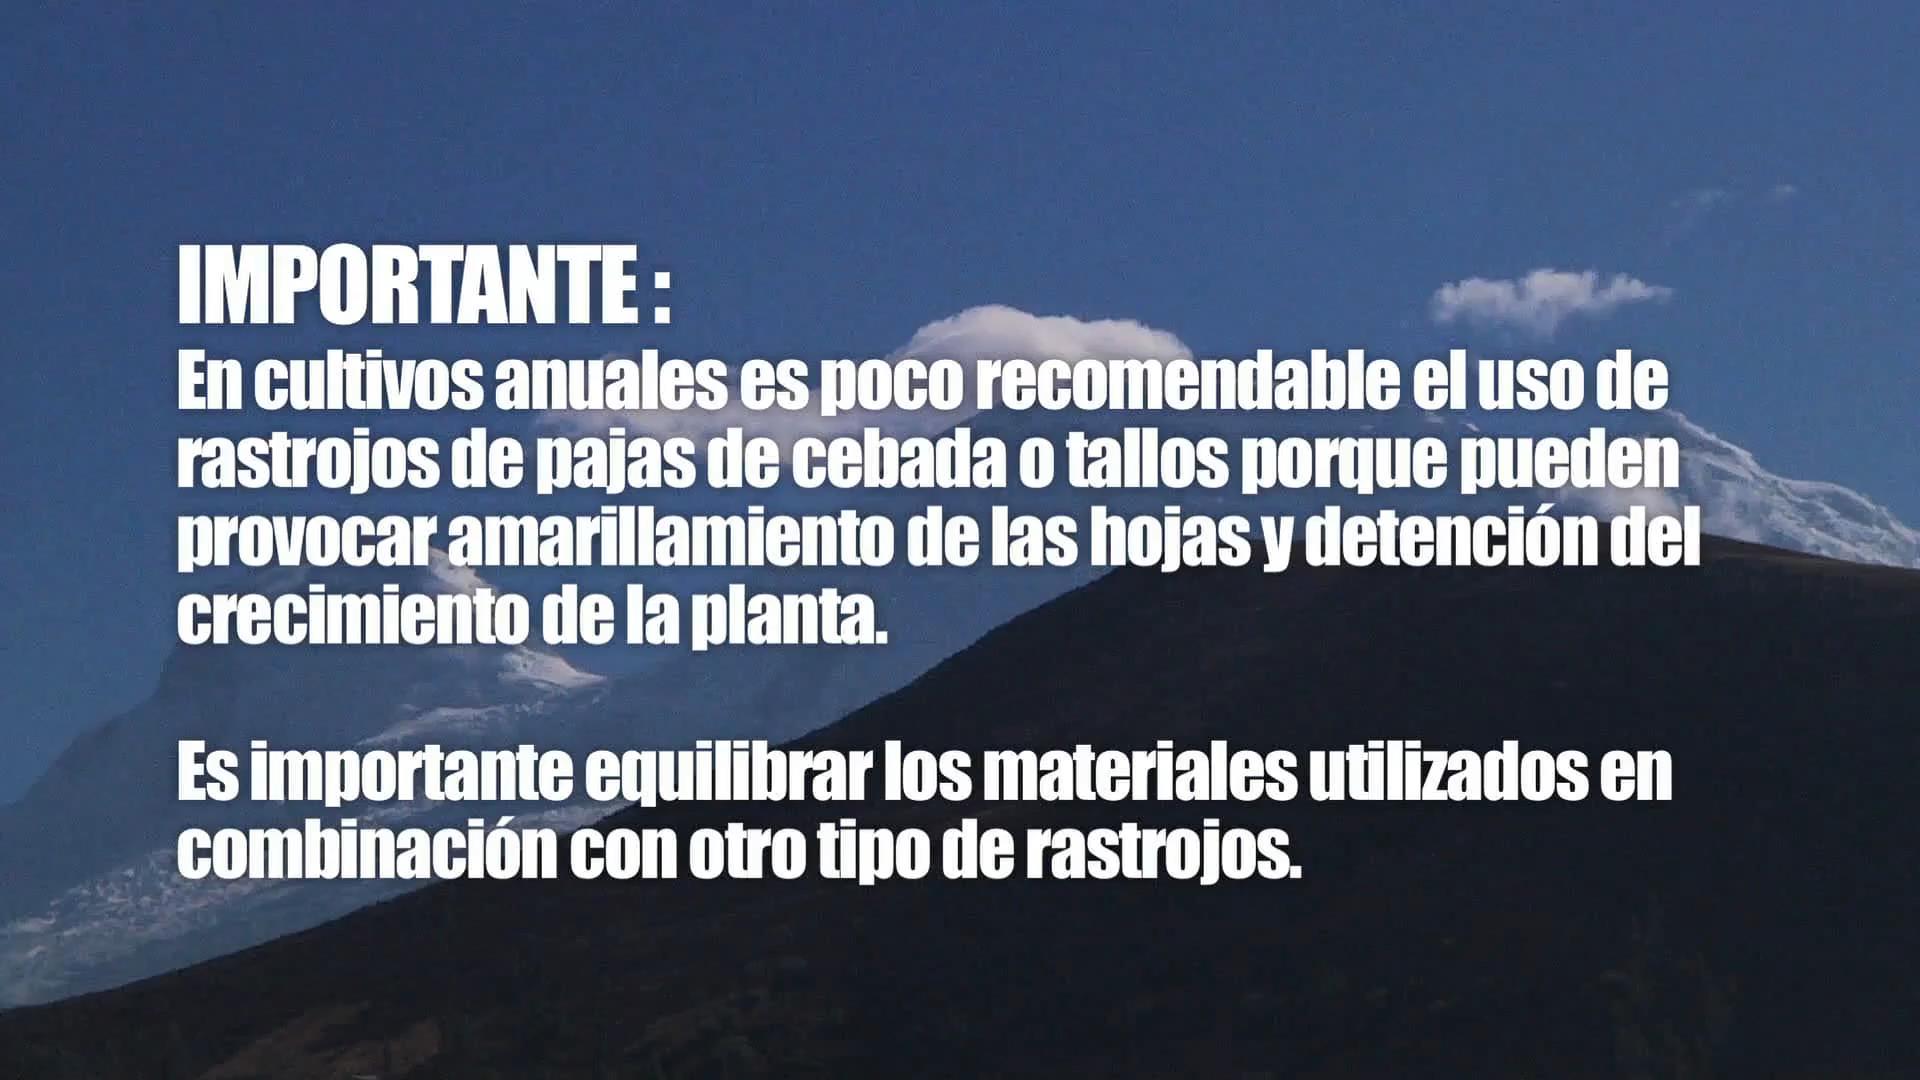 IMPORTANTE :
En cultivos anuales es poco recomendable el uso de
rastrojos de pajas de cebada o tallos porque pueden
provocar amarillamiento de las hojas y detención del
crecimiento de la planta.
Es importante equilibrar los materiales utilizados en
combinación con otro tipo de rastrojos.